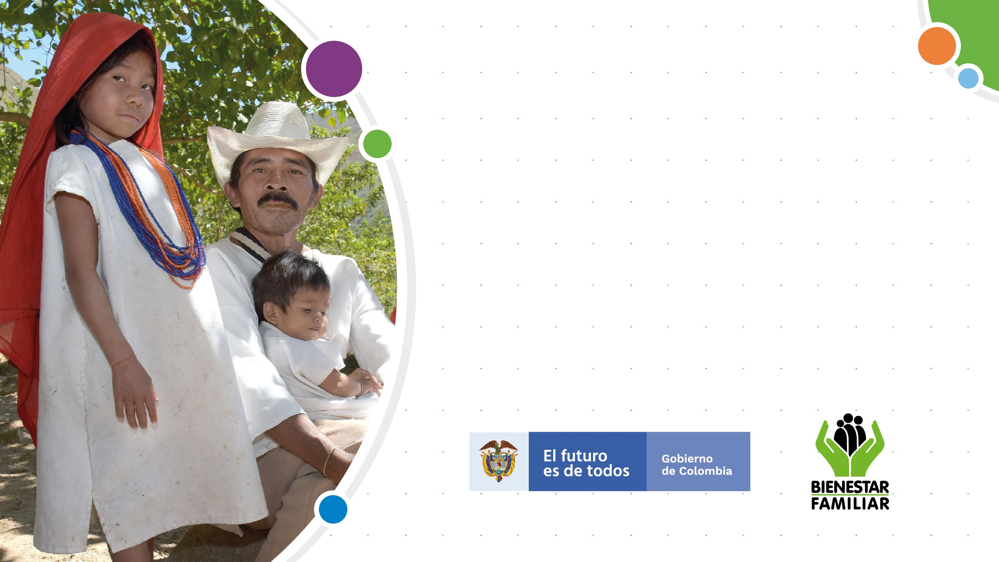 El futuro
es de todos
Gobierno
de Colombia
BIENESTAR
FAMILIAR